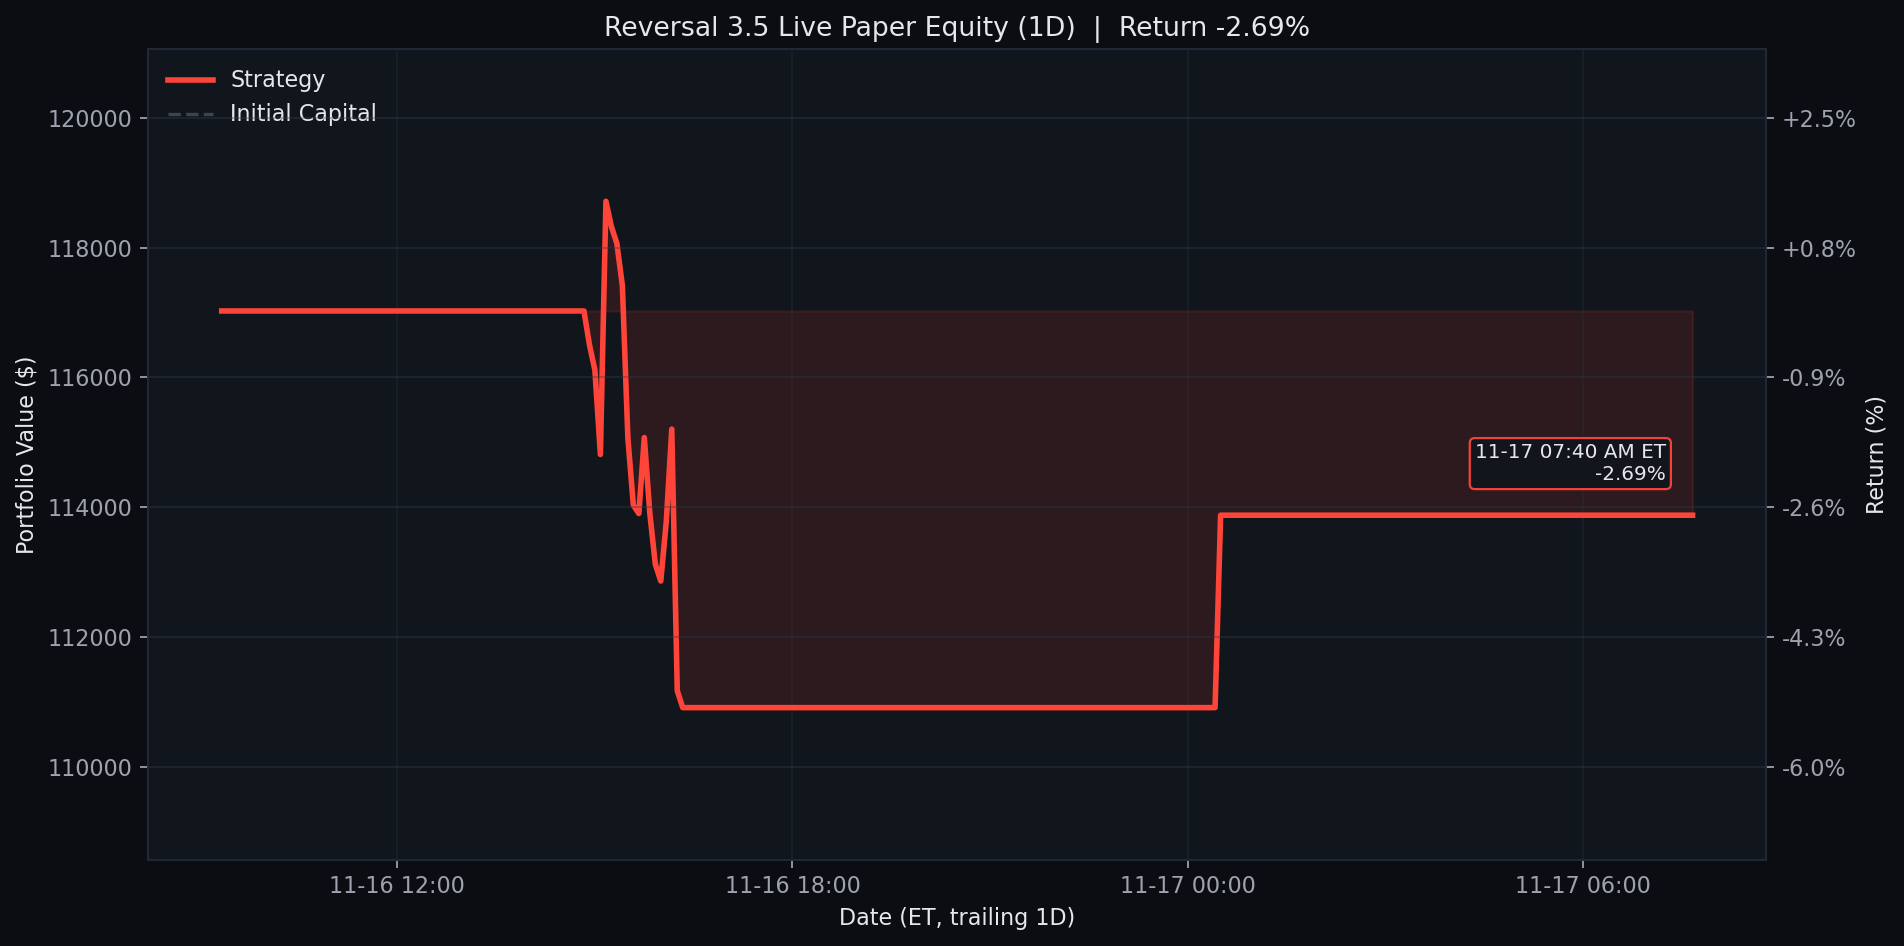 Reversal 3.5 Live Paper Equity (1D) | Return -2.69%
Strategy
Initial Capital
120000
118000
116000
114000
112000
110000
Portfolio Value ($)
+2.5%
+0.8%
-0.9%
-2.6%
-4.3%
-6.0%
Return (%)
11-17 07:40 AM ET
-2.69%
11-16 12:00
11-16 18:00
11-17 00:00
11-17 06:00
Date (ET, trailing 1D)